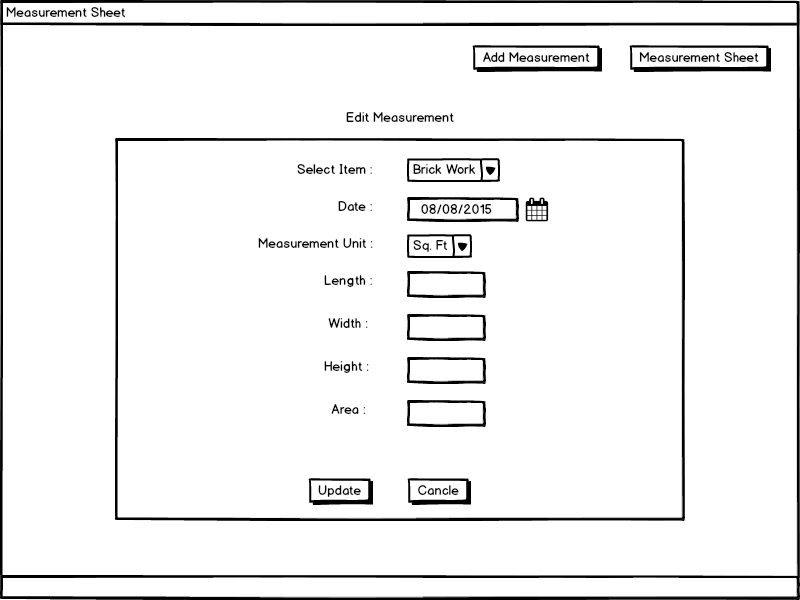 Measurement Sheet
Add Measurement
Measurement Sheet
Edit Measurement
Select Item : Brick Work
Date : 08/08/2015
Measurement Unit : Sq. Ft
Length :
Width :
Height :
Area :
Update
Cancle